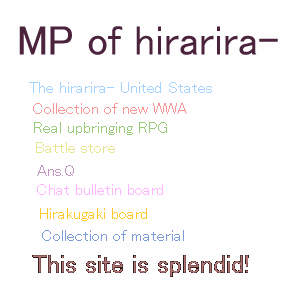 MP of hirarira-
The hirarira- United States
Collection of new WWA
Real upbringing RPG
Battle store
Ans.Q
Chat bulletin board
Hirakugaki board
Collection of material
This site is splendid!